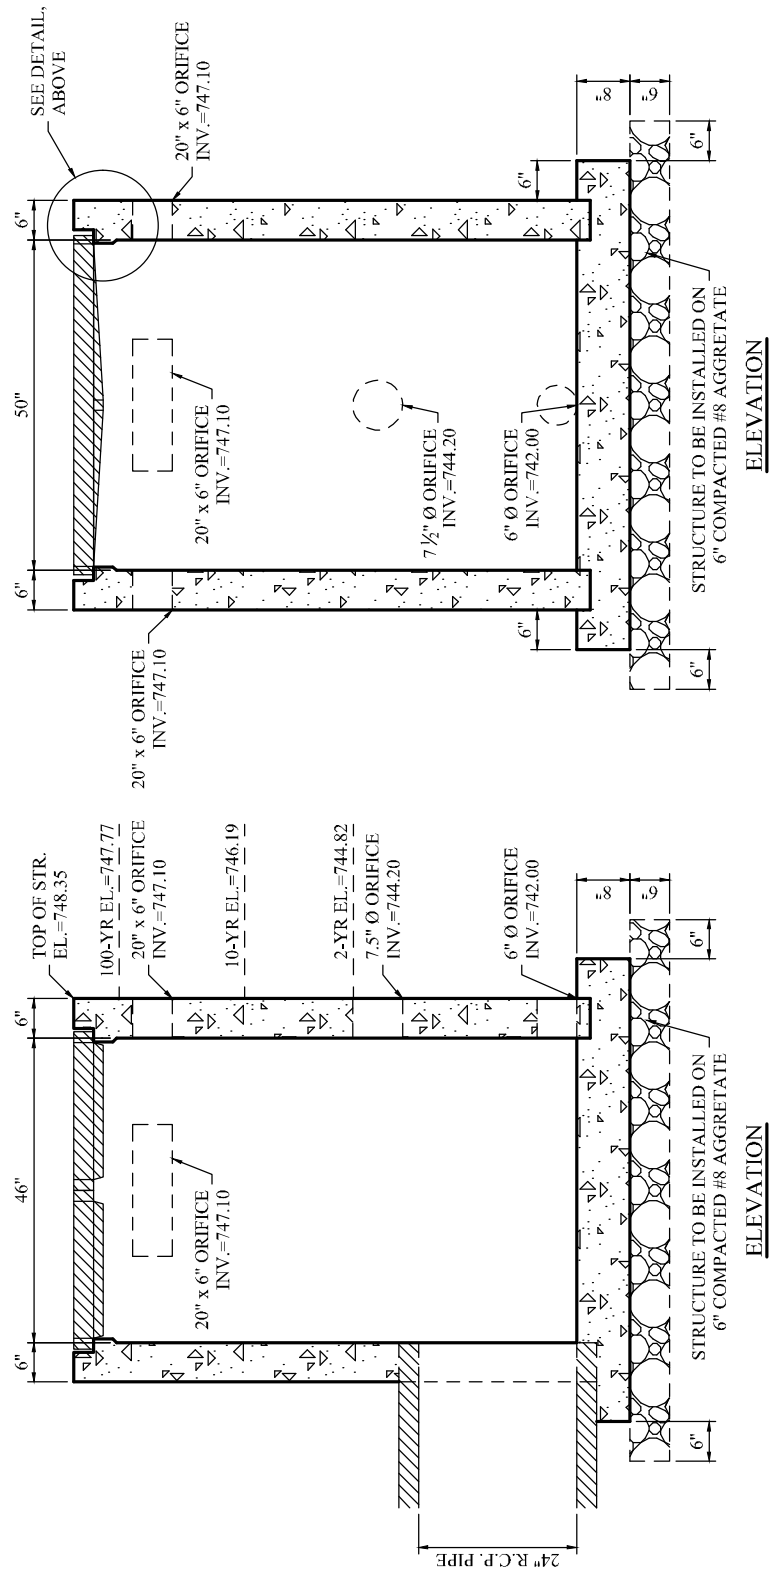 TOP OF STR.
EL.=748.35
6"
46"
6"
100-YR EL.=747.77
20" x 6" ORIFICE
INV.=747.10
10-YR EL.=746.19
2-YR EL.=744.82
7.5" Ø ORIFICE
INV.=744.20
6" Ø ORIFICE
INV.=742.00
20" x 6" ORIFICE
INV.=747.10
24" R.C.P. PIPE
8"
6"
6"
6"
STRUCTURE TO BE INSTALLED ON
6" COMPACTED #8 AGGRETATE
ELEVATION
SEE DETAIL,
ABOVE
6"
50"
6"
20" x 6" ORIFICE
INV.=747.10
20" x 6" ORIFICE
INV.=747.10
20" x 6" ORIFICE
INV.=747.10
7 ½" Ø ORIFICE
INV.=744.20
6" Ø ORIFICE
INV.=742.00
6"
6"
8"
6"
6"
6"
STRUCTURE TO BE INSTALLED ON
6" COMPACTED #8 AGGRETATE
ELEVATION